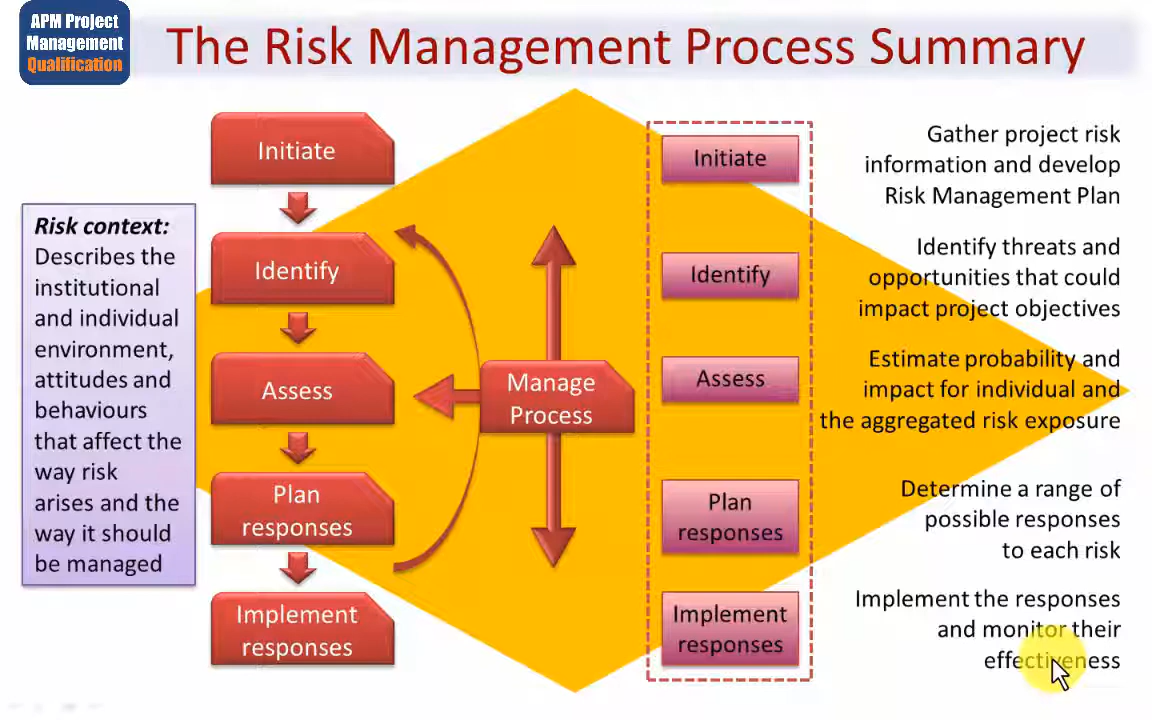 APM Project
Management
Qualification
The Risk Management Process Summary
Risk context:
Describes the
institutional
and individual
environment,
attitudes and
behaviours
that affect the
way risk
arises and the
way it should
be managed
Initiate
Identify
Assess
Plan
responses
Implement
responses
Manage
Process
Initiate
Gather project risk
information and develop
Risk Management Plan
Identify
Identify threats and
opportunities that could
impact project objectives
Assess
Estimate probability and
impact for individual and
the aggregated risk exposure
Plan
responses
Determine a range of
possible responses
to each risk
Implement
responses
Implement the responses
and monitor their
effectiveness